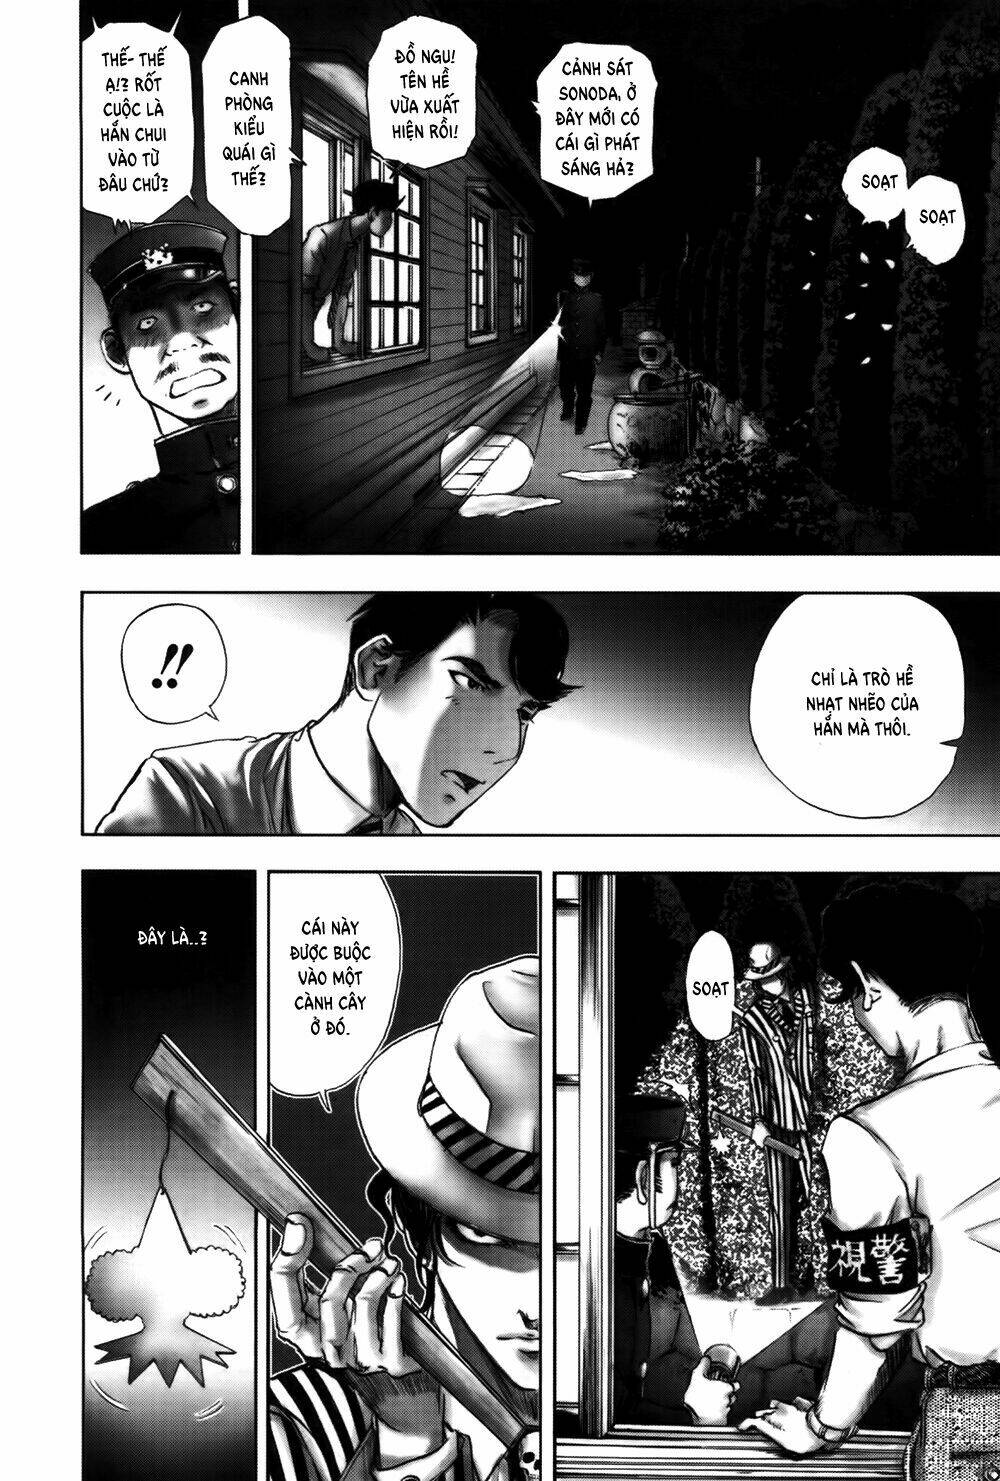 SOẠT
SOẠT
CẢNH SÁT
SONODA, Ở
ĐÂY MỚI CÓ
CÁI GÌ PHÁT
SÁNG HẢ?
ĐỒ NGU!
TÊN HỀ
VỪA XUẤT
HIỆN RỒI!
CANH
PHÒNG
KIỂU
QUÁI GÌ
THẾ?
THẾ- THẾ
Ạ!? RỐT
CUỘC LÀ
HẮN CHUI
VÀO TỪ
ĐÂU CHỨ?
CHỈ LÀ TRÒ HỀ
NHẠT NHẼO CỦA
HẮN MÀ THÔI.
!!
SOẠT
視警
CÁI NÀY
ĐƯỢC BUỘC
VÀO MỘT
CÀNH CÂY
Ở ĐÓ.
ĐÂY LÀ..?